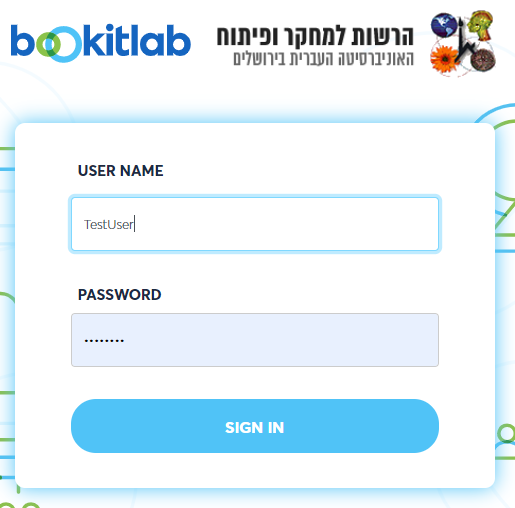 bookitlab
הרשות למחקר ופיתוח
האוניברסיטה העברית בירושלים
USER NAME
TestUser
PASSWORD
••••••••
SIGN IN